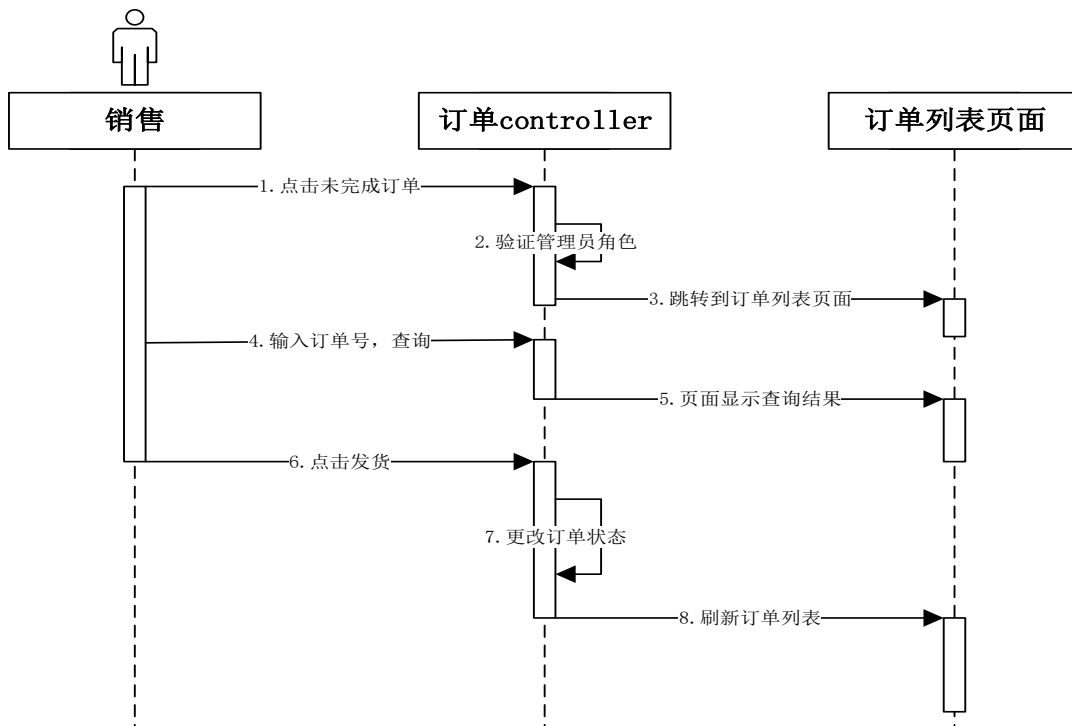 销售
订单controller
订单列表页面
1.点击未完成订单
2.验证管理员角色
3.跳转到订单列表页面
4.输入订单号，查询
5.页面显示查询结果
6.点击发货
7.更改订单状态
8.刷新订单列表